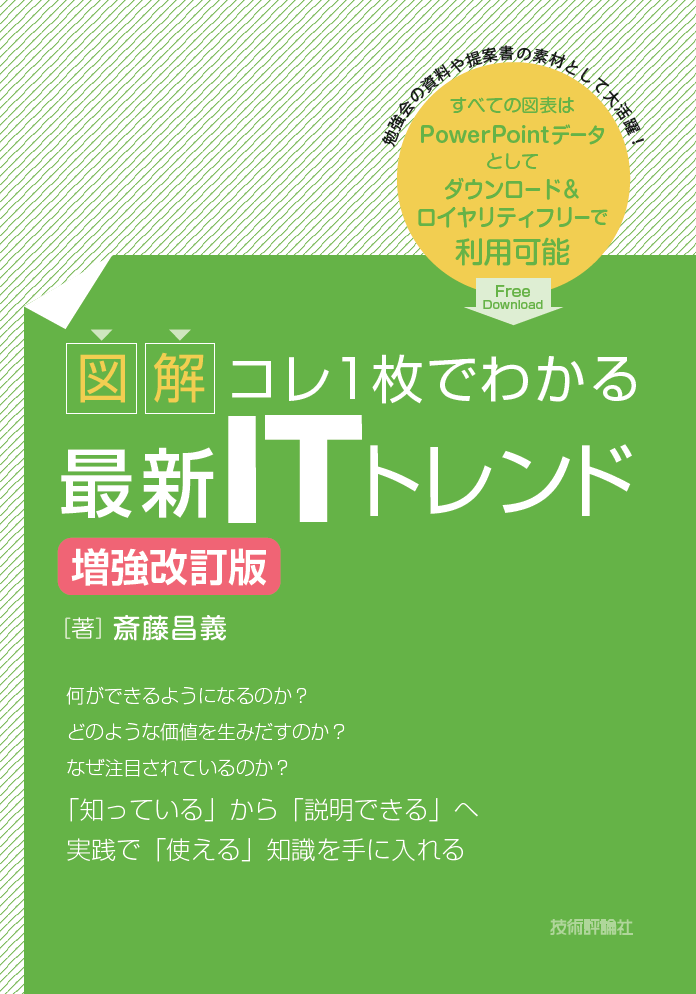 勉強会の資料や提案書の素材として大活躍！
すべての図表は
PowerPointデータ
として
ダウンロード＆
ロイヤリティフリーで
利用可能
Free
Download
図解 コレ1枚でわかる
最新ITトレンド
増強改訂版
［著］斎藤昌義
何ができるようになるのか？
どのような価値を生みだすのか？
なぜ注目されているのか？
「知っている」から「説明できる」へ
実践で「使える」知識を手に入れる
技術評論社